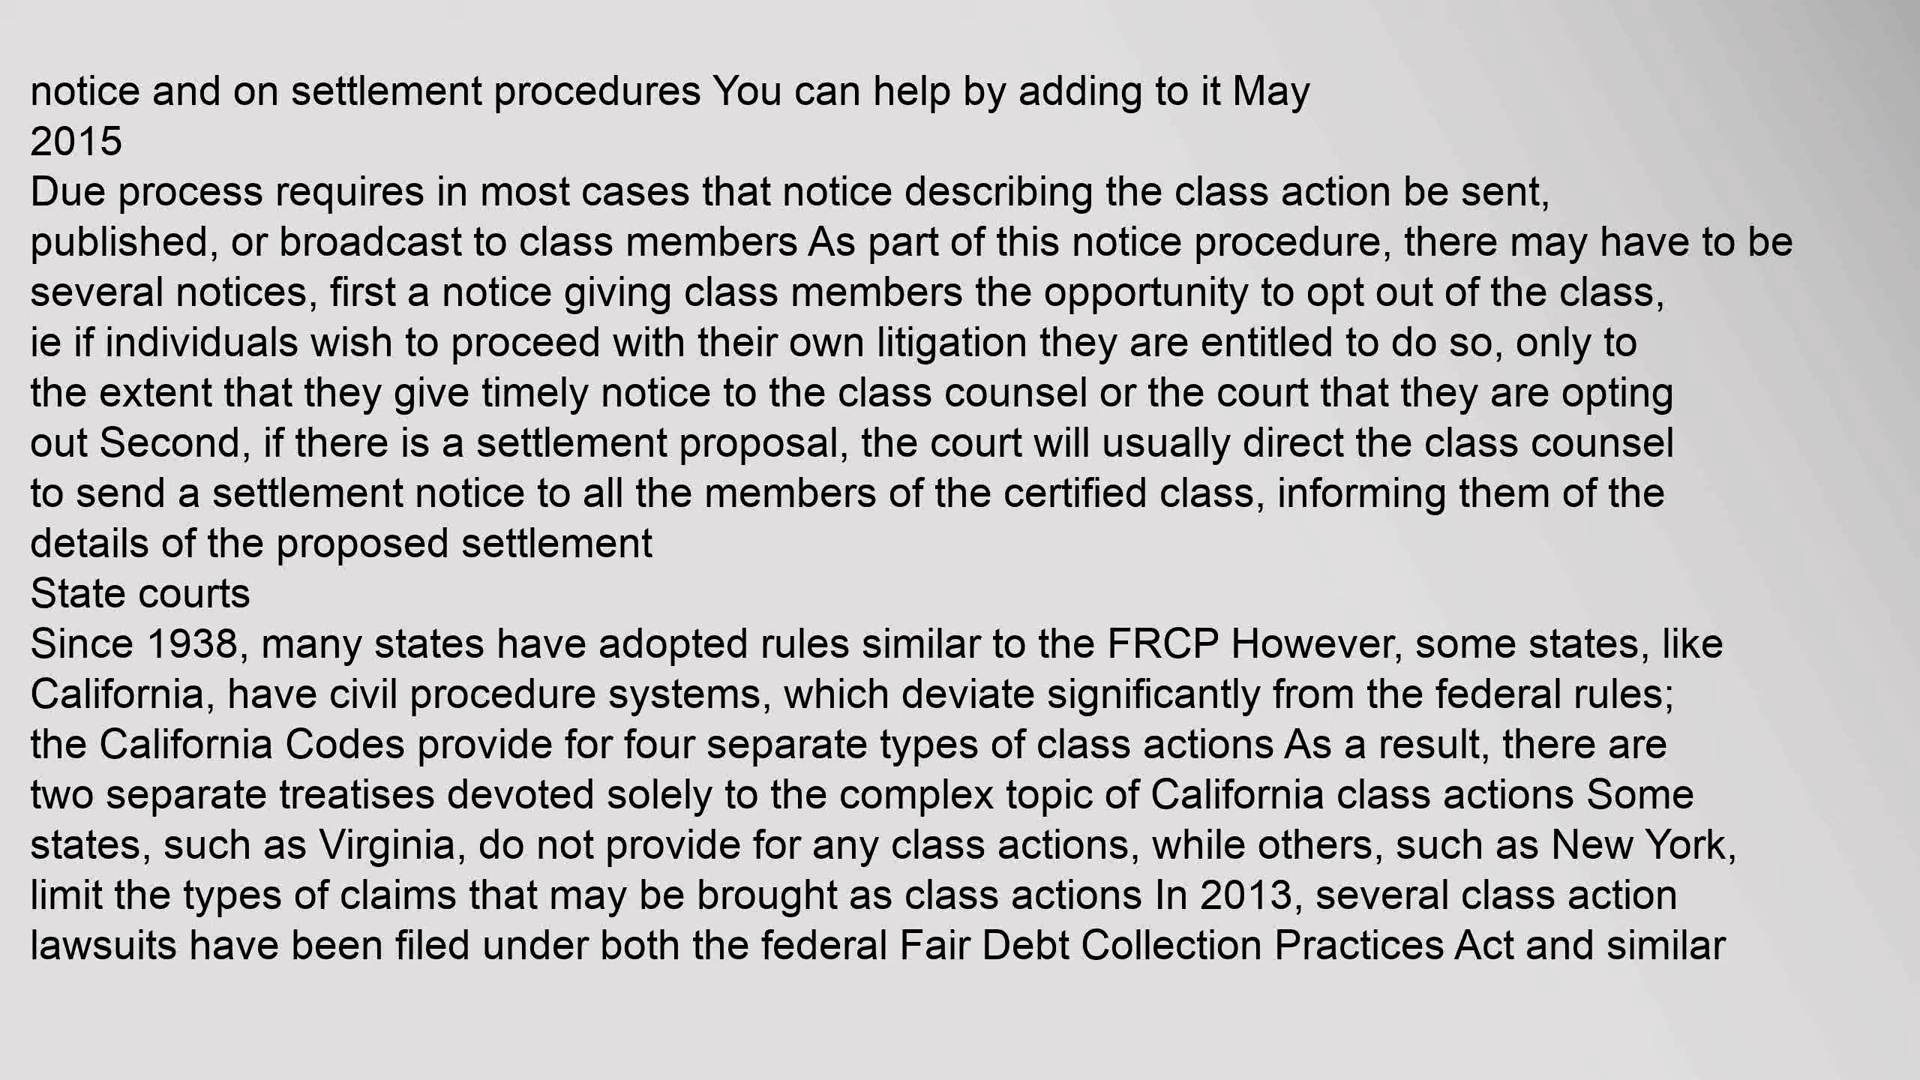 notice and on settlement procedures You can help by adding to it May
2015
Due process requires in most cases that notice describing the class action be sent,
published, or broadcast to class members As part of this notice procedure, there may have to be
several notices, first a notice giving class members the opportunity to opt out of the class,
ie if individuals wish to proceed with their own litigation they are entitled to do so, only to
the extent that they give timely notice to the class counsel or the court that they are opting
out Second, if there is a settlement proposal, the court will usually direct the class counsel
to send a settlement notice to all the members of the certified class, informing them of the
details of the proposed settlement
State courts
Since 1938, many states have adopted rules similar to the FRCP However, some states, like
California, have civil procedure systems, which deviate significantly from the federal rules;
the California Codes provide for four separate types of class actions As a result, there are
two separate treatises devoted solely to the complex topic of California class actions Some
states, such as Virginia, do not provide for any class actions, while others, such as New York,
limit the types of claims that may be brought as class actions In 2013, several class action
lawsuits have been filed under both the federal Fair Debt Collection Practices Act and similar